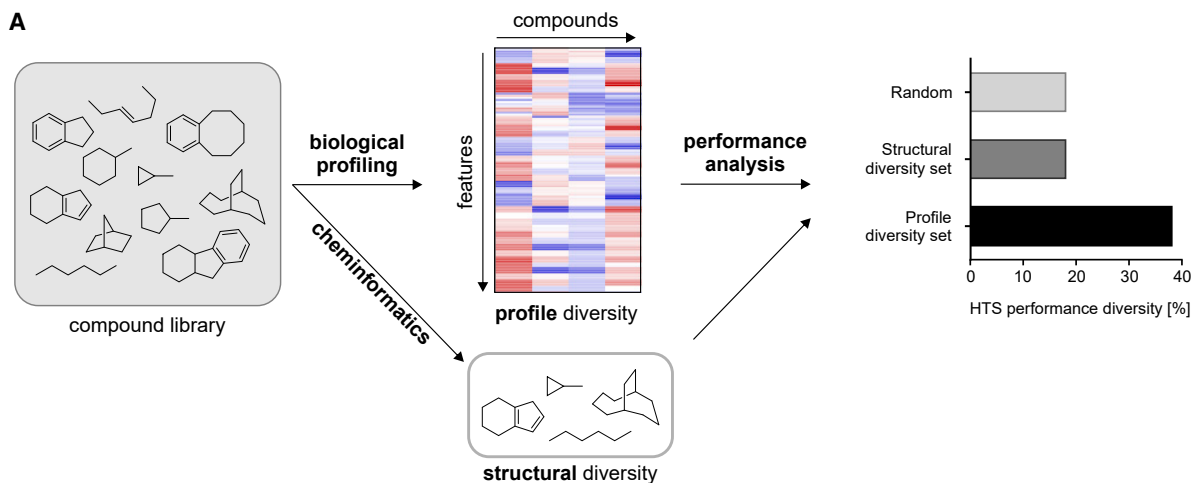 A
compounds
features
biological
profiling
cheminformatics
compound library
profile diversity
structural diversity
performance
analysis
Random
Structural
diversity set
Profile
diversity set
0 10 20 30 40
HTS performance diversity [%]